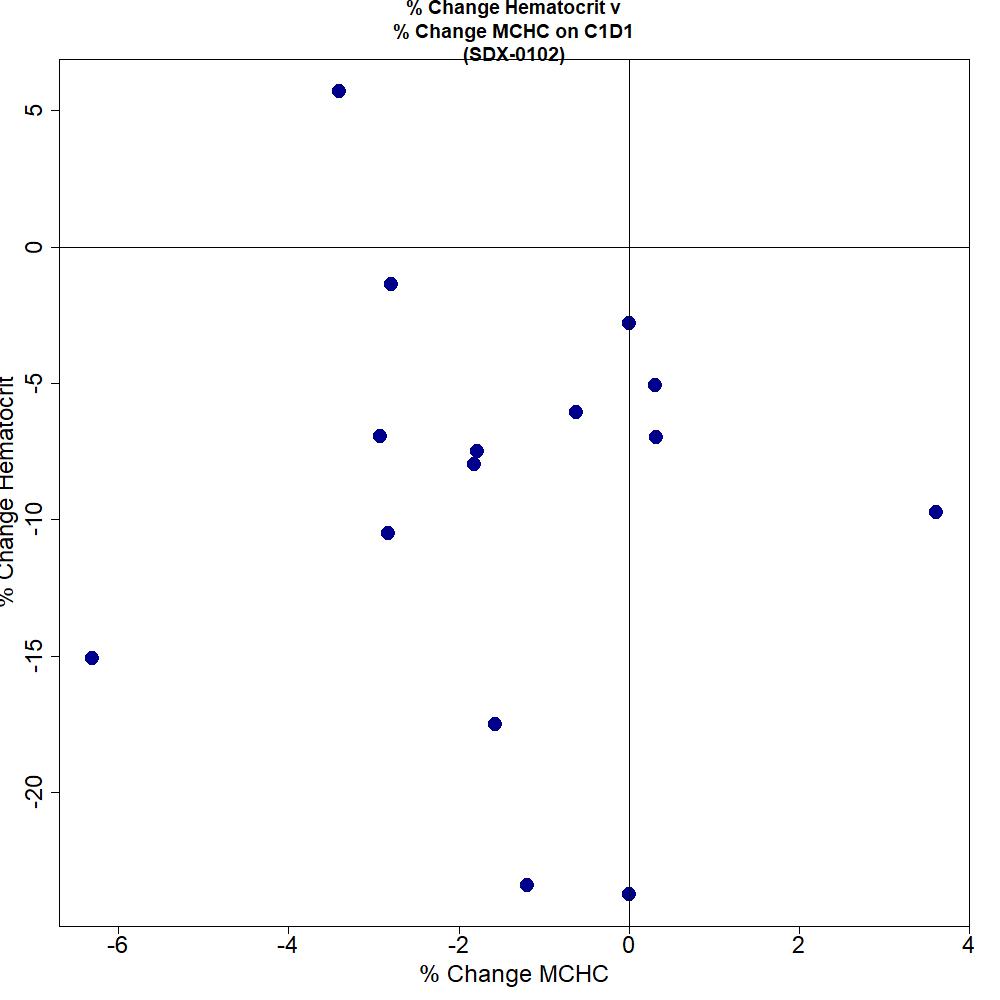 % Change Hematocrit v
% Change MCHC on C1D1
(SDX-0102)
% Change Hematocrit
5
0
-5
-10
-15
-20
-6
-4
-2
0
2
4
% Change MCHC